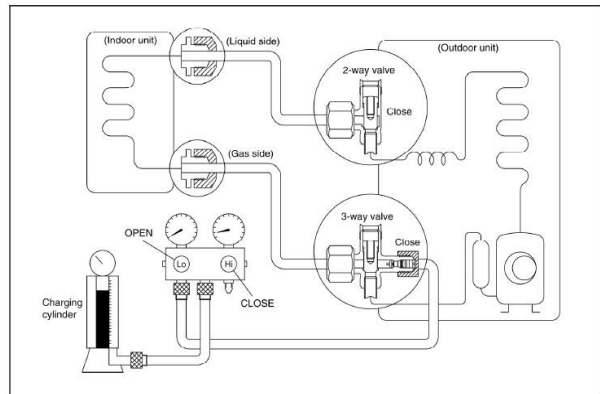 (Indoor unit)
(Liquid side)
(Outdoor unit)
2-way valve
Close
(Gas side)
3-way valve
Close
OPEN
Lo
Hi
CLOSE
Charging
cylinder